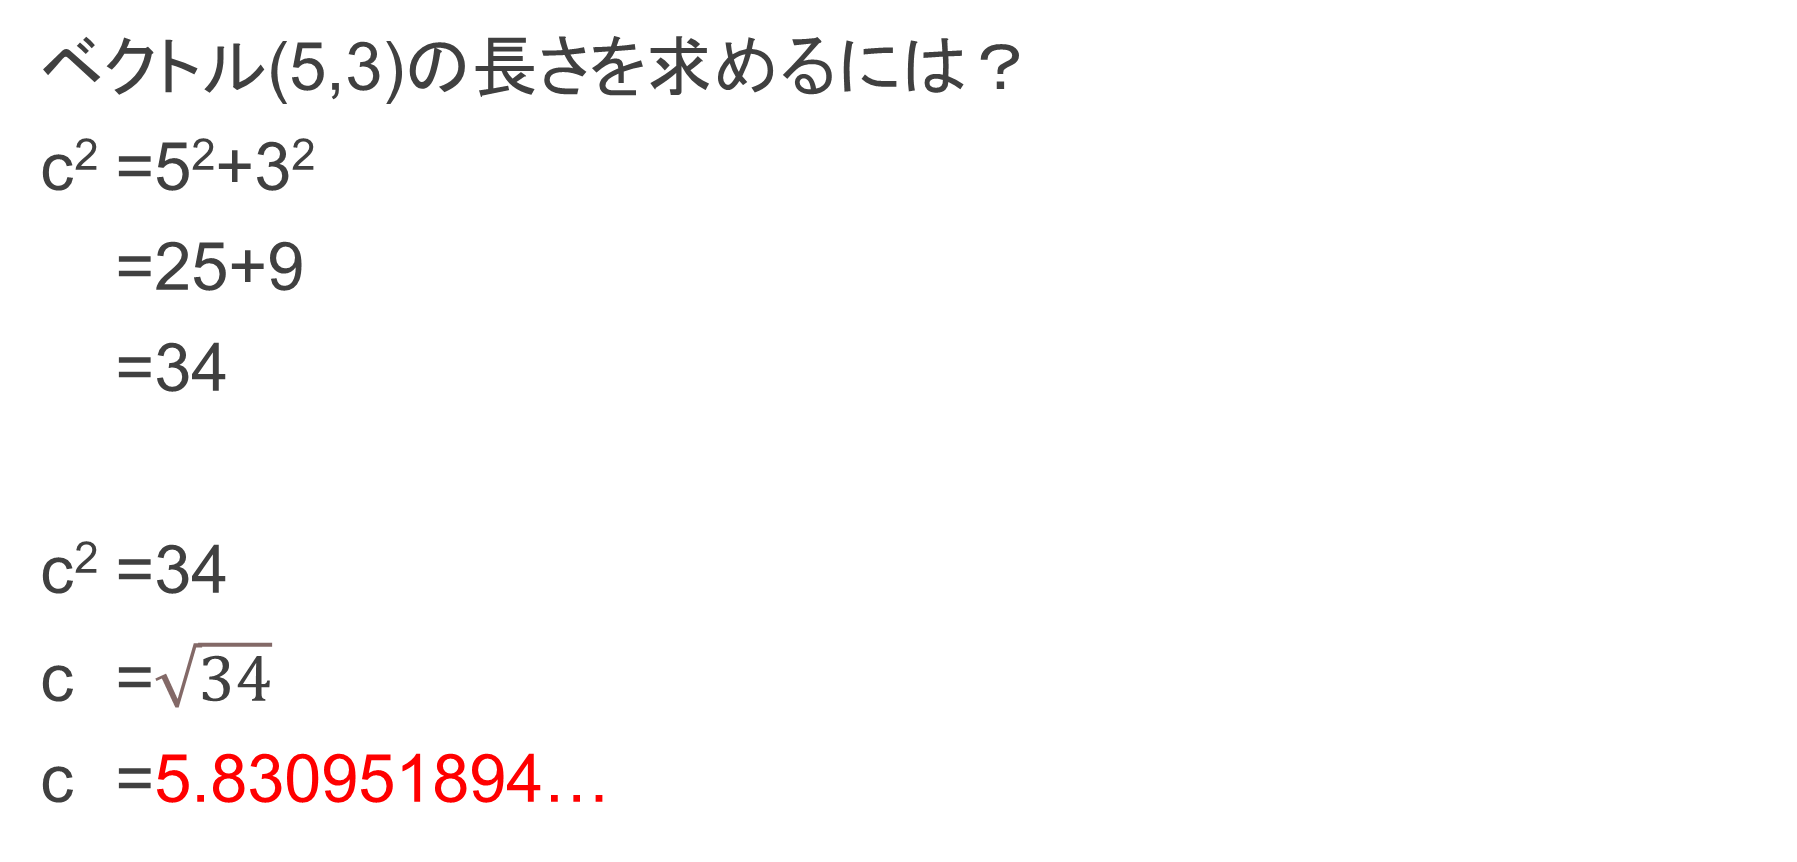 ベクトル(5,3)の長さを求めるには？
c² =5²+3²
=25+9
=34
c² =34
c =√34
c =5.830951894…